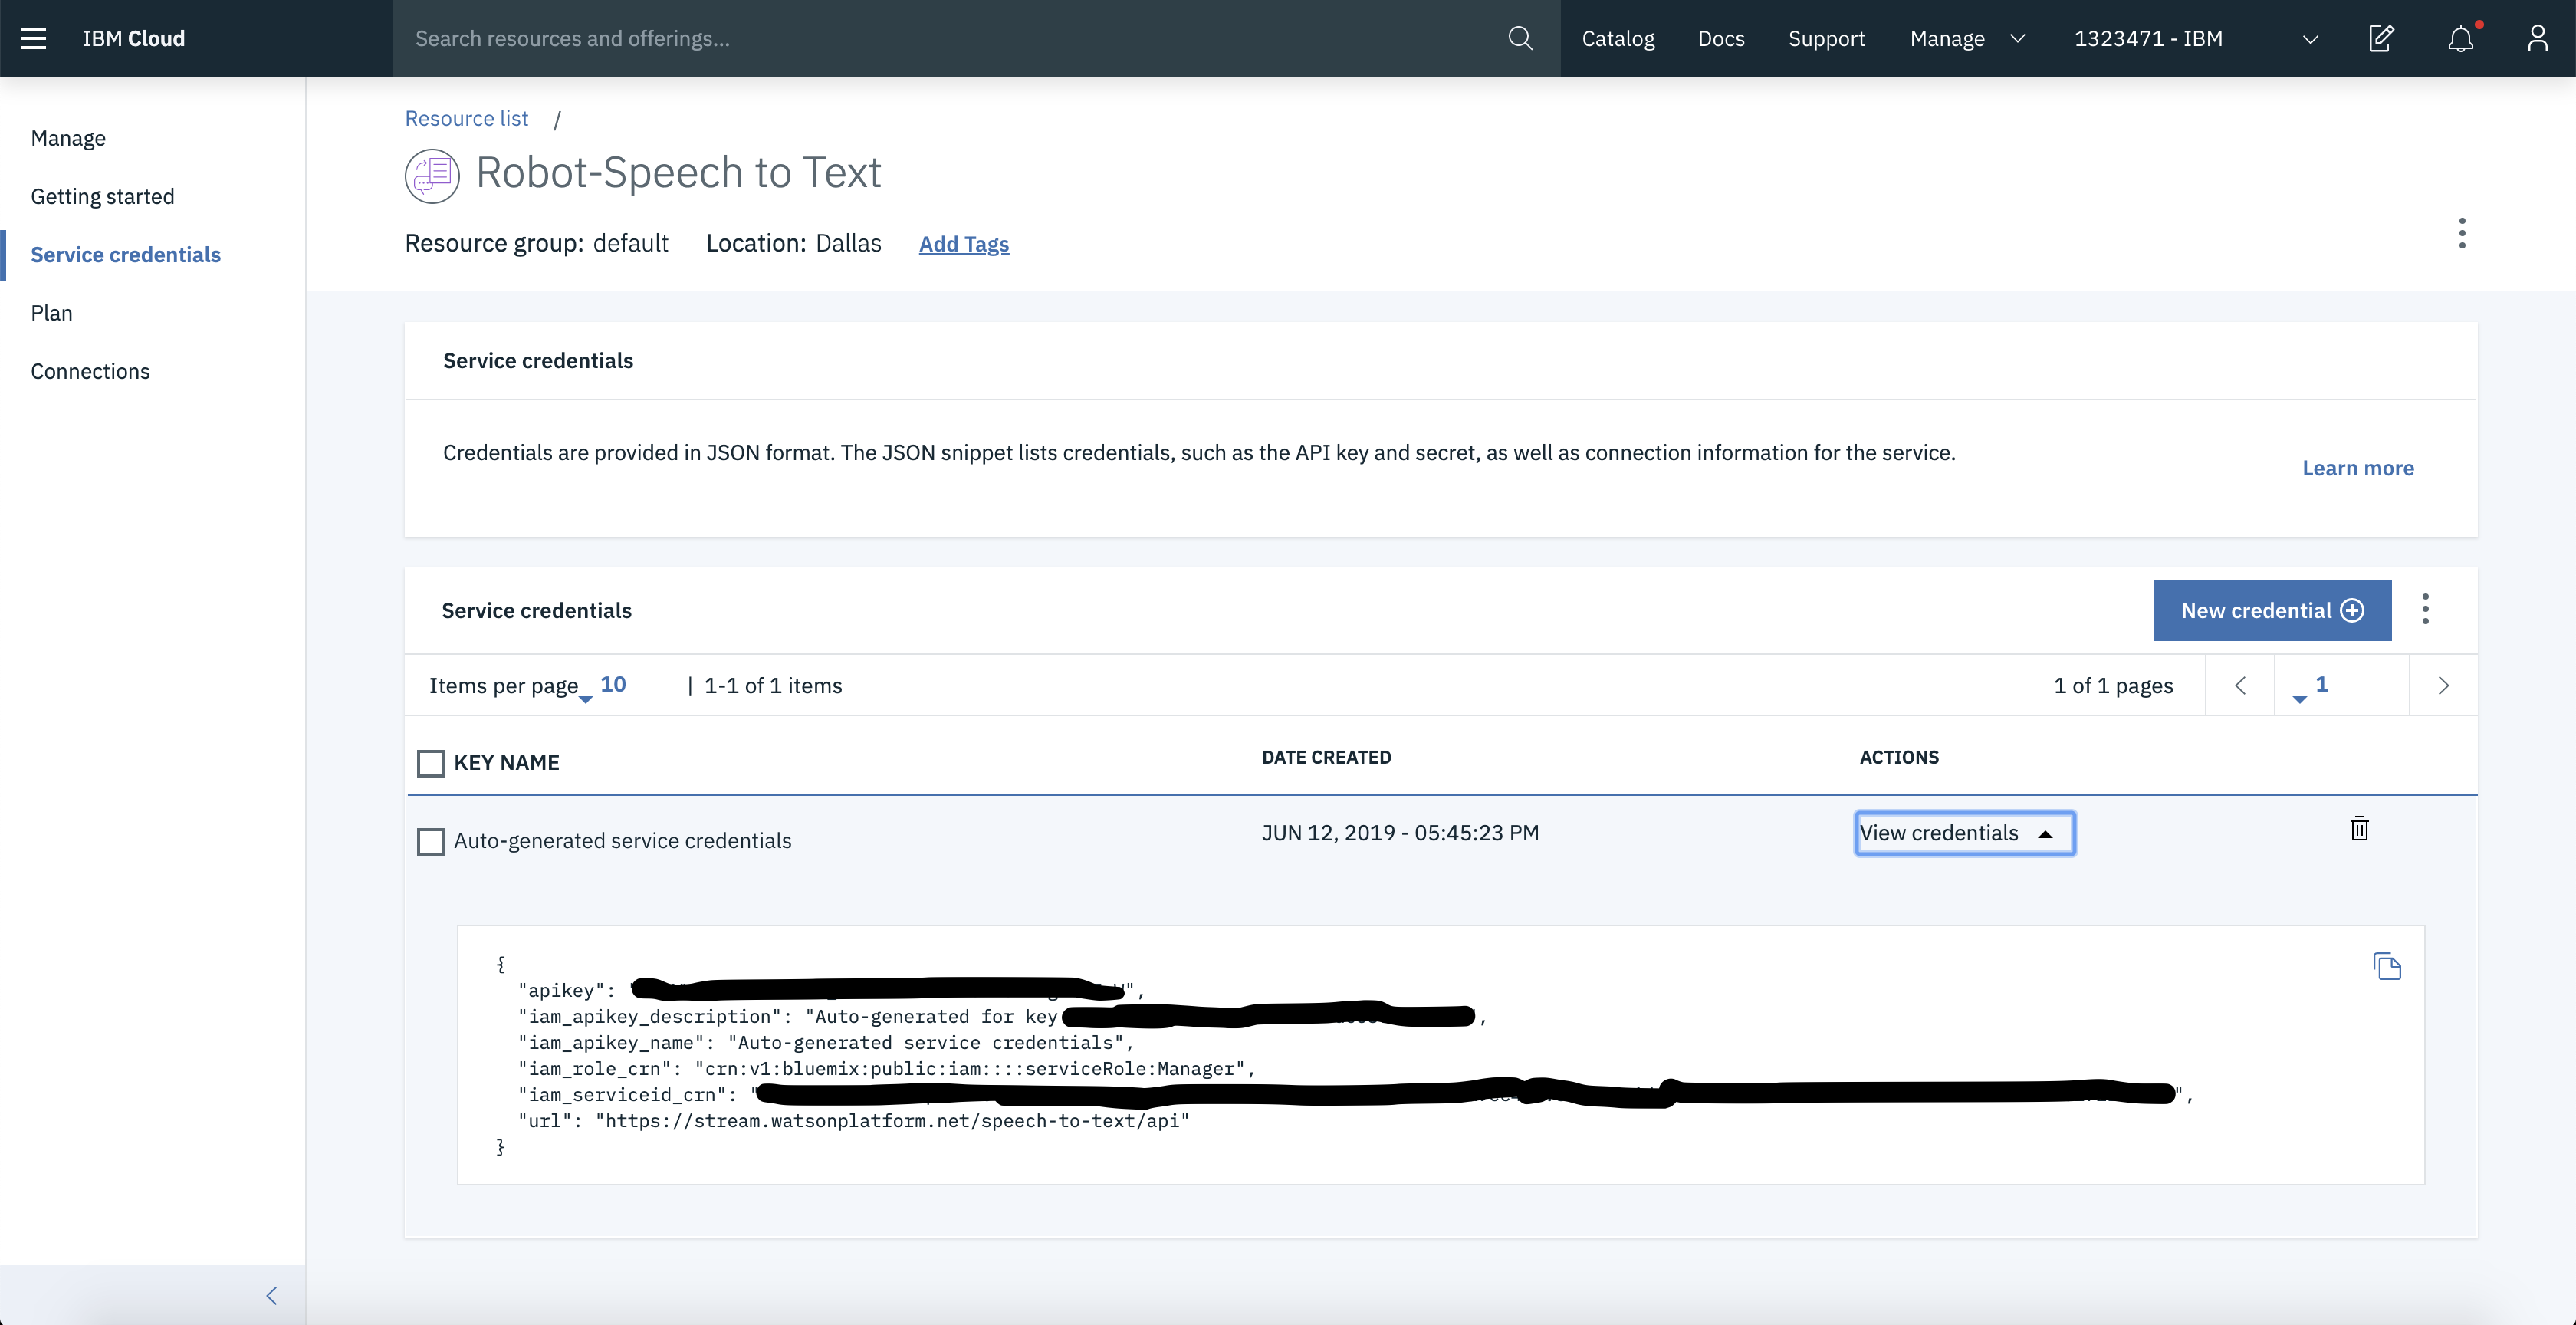 IBM Cloud
Search resources and offerings...
Catalog
Docs
Support
Manage
1323471 - IBM
Manage
Getting started
Service credentials
Plan
Connections
Resource list /
Robot-Speech to Text
Resource group: default Location: Dallas Add Tags
Service credentials
Credentials are provided in JSON format. The JSON snippet lists credentials, such as the API key and secret, as well as connection information for the service.
Learn more
Service credentials
New credential
Items per page 10 | 1-1 of 1 items
1 of 1 pages
1
KEY NAME DATE CREATED ACTIONS
Auto-generated service credentials JUN 12, 2019 - 05:45:23 PM View credentials
{
"apikey": ",
"iam_apikey_description": "Auto-generated for key ,
"iam_apikey_name": "Auto-generated service credentials",
"iam_role_crn": "crn:v1:bluemix:public:iam::::serviceRole:Manager",
"iam_serviceid_crn": " ",
"url": "https://stream.watsonplatform.net/speech-to-text/api"
}